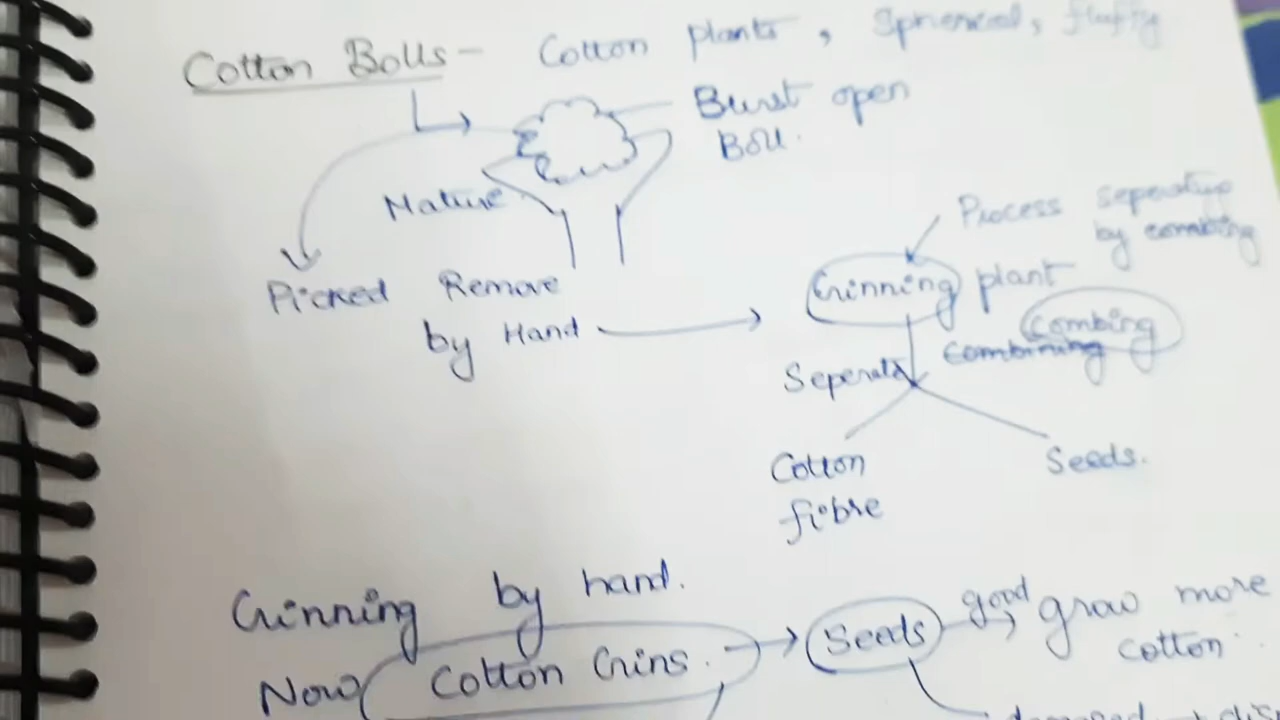 Cotton Bolls - Cotton plants, Spherical, fluffy
Burst open
Boll.
Mature
Process seperating
by combing
Picked Remove
by Hand
Ginning plant
Combing
Combining
Seperate
Cotton
fibre
Seeds.
Ginning by hand.
Now Cotton Gins. Seeds good grow more
cotton.